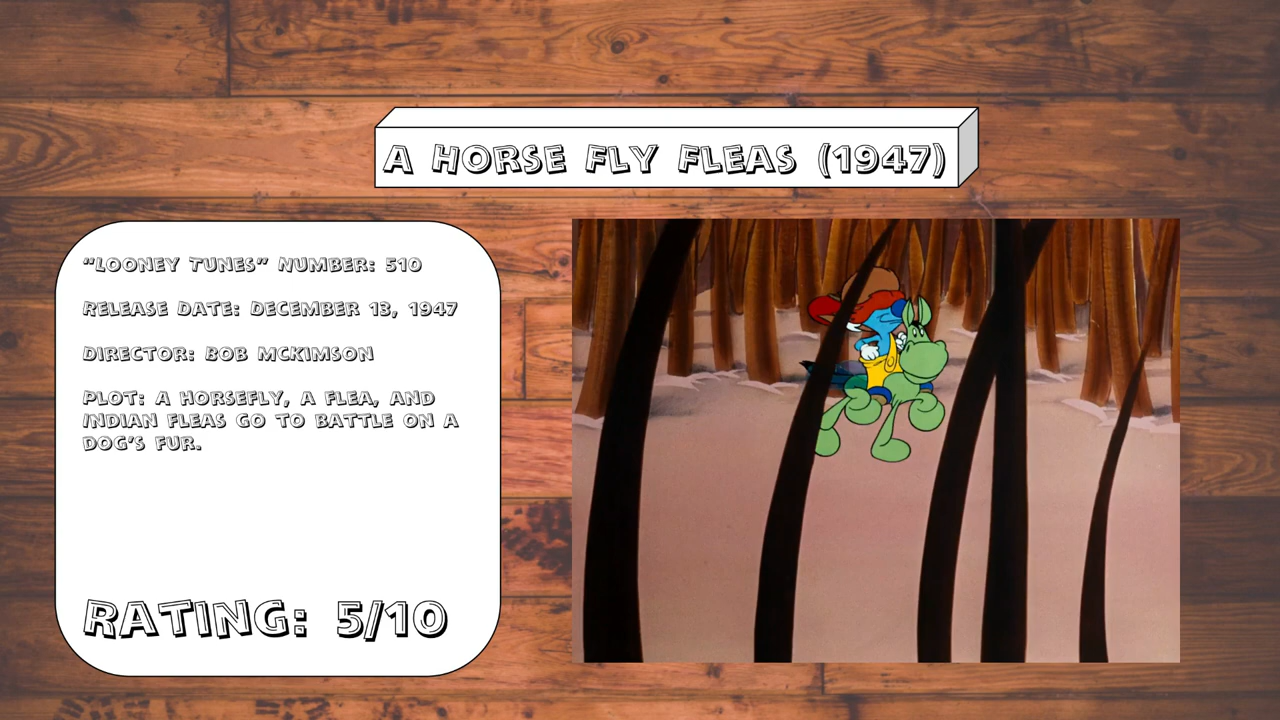 A HORSE FLY FLEAS (1947)
"LOONEY TUNES" NUMBER: 510
RELEASE DATE: DECEMBER 13, 1947
DIRECTOR: BOB MCKIMSON
PLOT: A HORSEFLY, A FLEA, AND
INDIAN FLEAS GO TO BATTLE ON A
DOG'S FUR.
RATING: 5/10